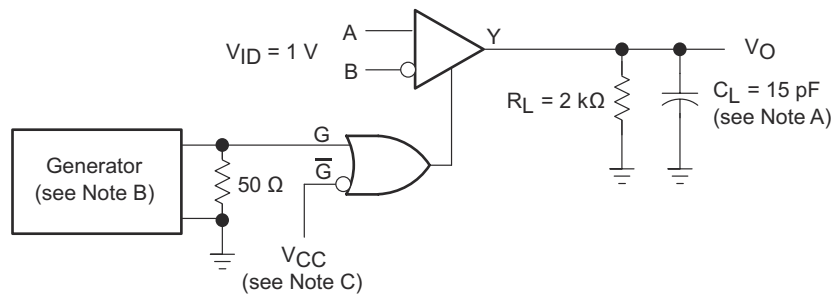 A
Y
V_ID = 1 V
B
V_O
R_L = 2 kΩ
C_L = 15 pF
(see Note A)
G
G̅
Generator
(see Note B)
50 Ω
V_CC
(see Note C)